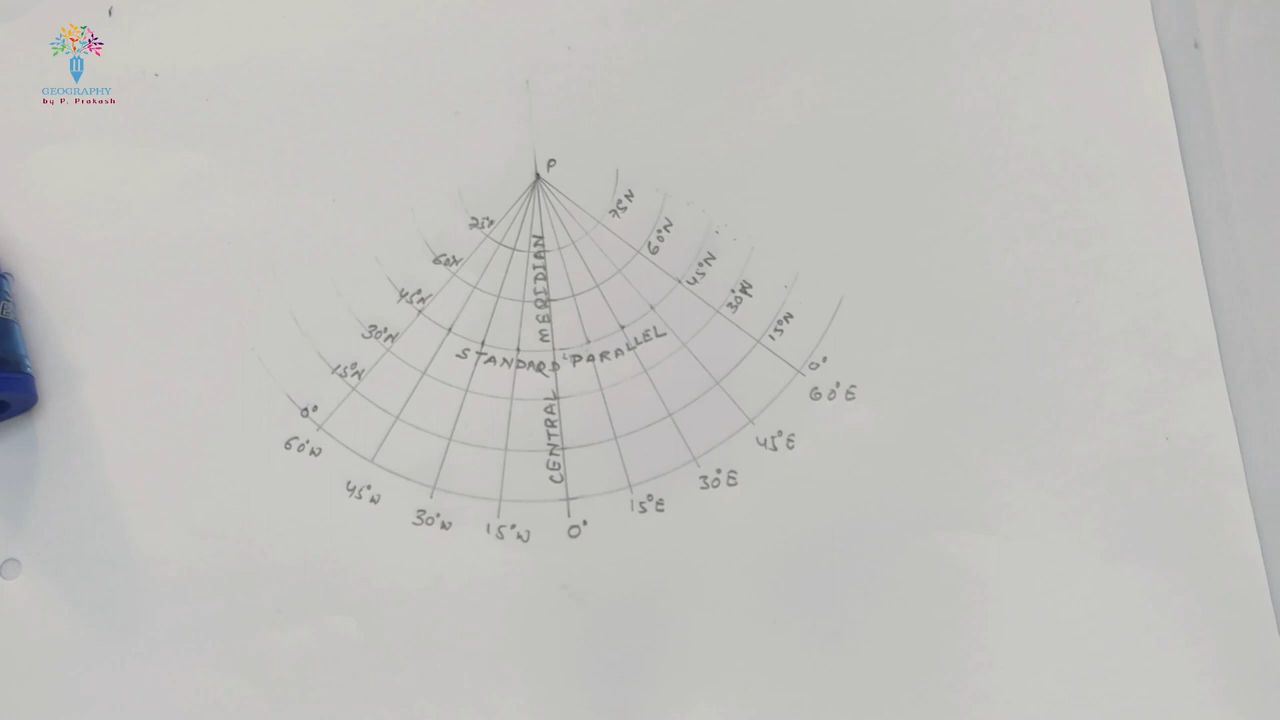 GEOGRAPHY
by P. Prakash
P
75°
75°N
60N
60°N
45°N
45°N
30°N
30°N
15°N
15°N
0°
0°
MERIDIAN
STANDARD PARALLEL
CENTRAL
60°W
45°W
30°W
15°W
0°
15°E
30°E
45°E
60°E